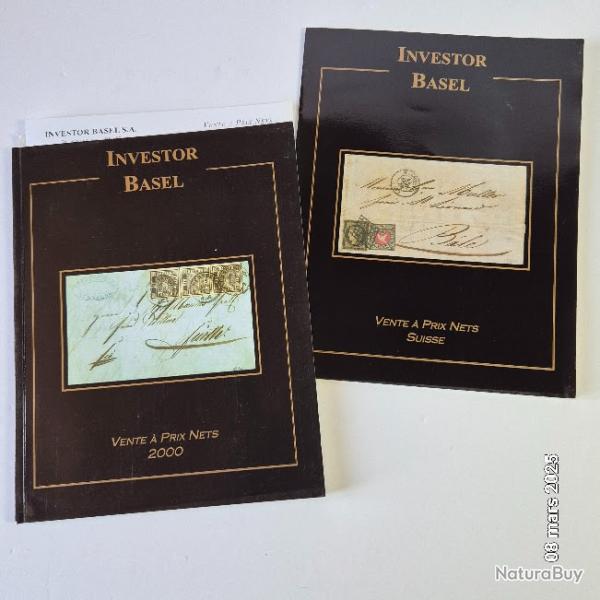 INVESTOR BASEL S.A.
VENTE À PRIX NETS
INVESTOR
BASEL
VENTE À PRIX NETS
2000
INVESTOR
BASEL
Bâle
VENTE À PRIX NETS
SUISSE
08 mars 2025
NaturaBuy